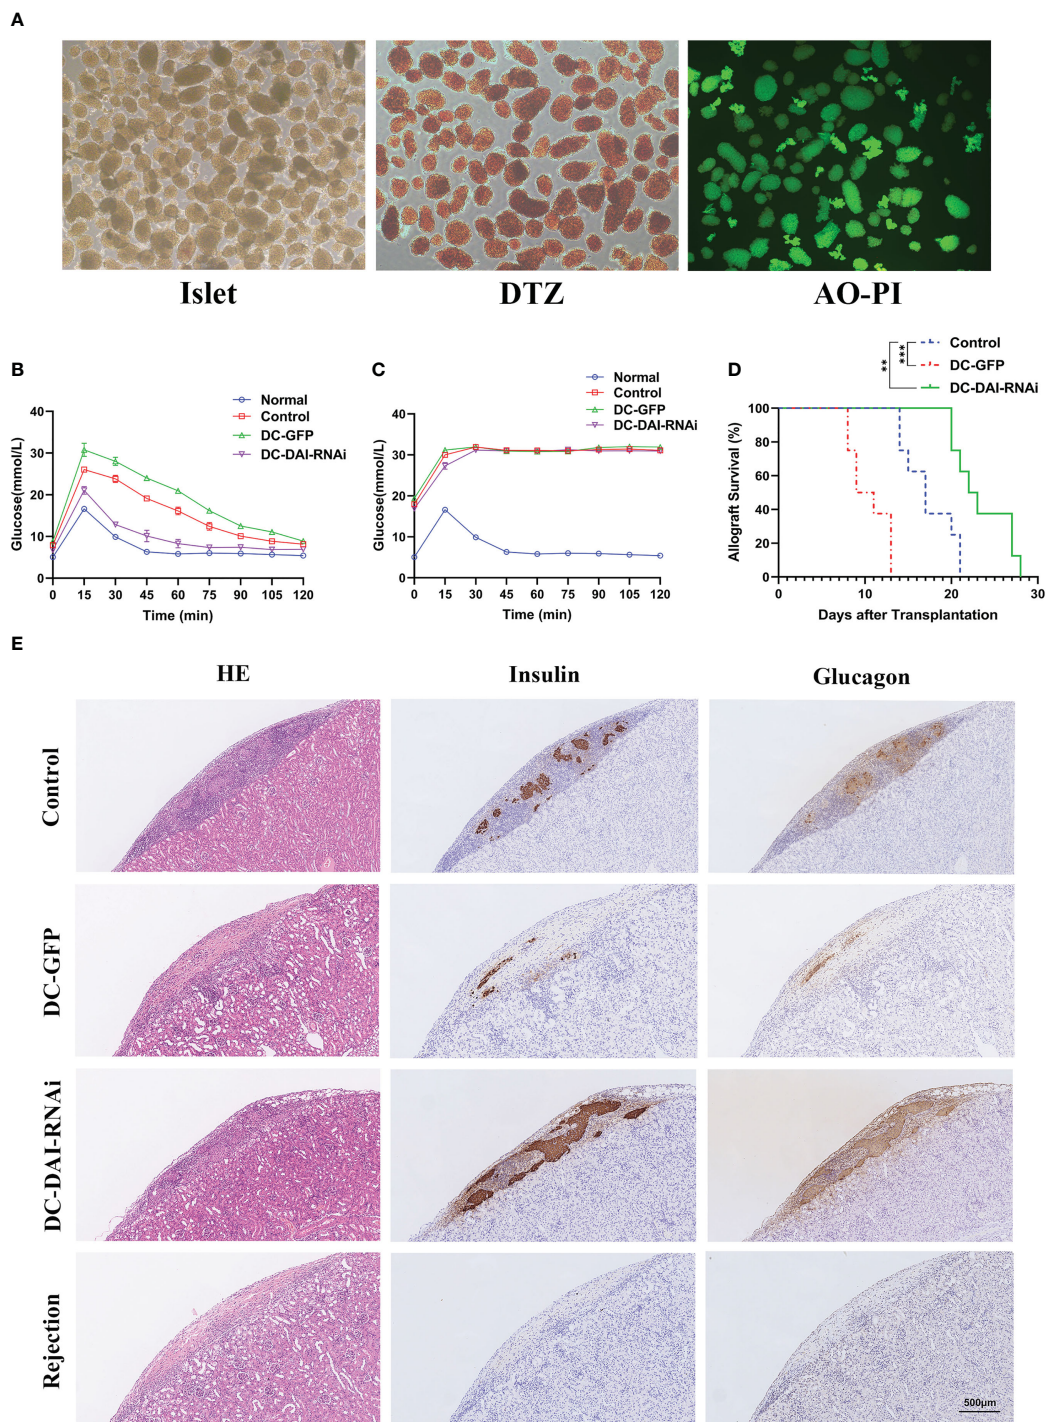 A
Islet
DTZ
AO-PI
B
Normal
Control
DC-GFP
DC-DAI-RNAi
Glucose(mmol/L)
40
30
20
10
0
0 15 30 45 60 75 90 105 120
Time (min)
C
Normal
Control
DC-GFP
DC-DAI-RNAi
Glucose(mmol/L)
40
30
20
10
0
0 15 30 45 60 75 90 105 120
Time (min)
D
** *** Control
DC-GFP
DC-DAI-RNAi
Allograft Survival (%)
100
80
60
40
20
0
0 10 20 30
Days after Transplantation
E
HE Insulin Glucagon
Control
DC-GFP
DC-DAI-RNAi
Rejection
500μm